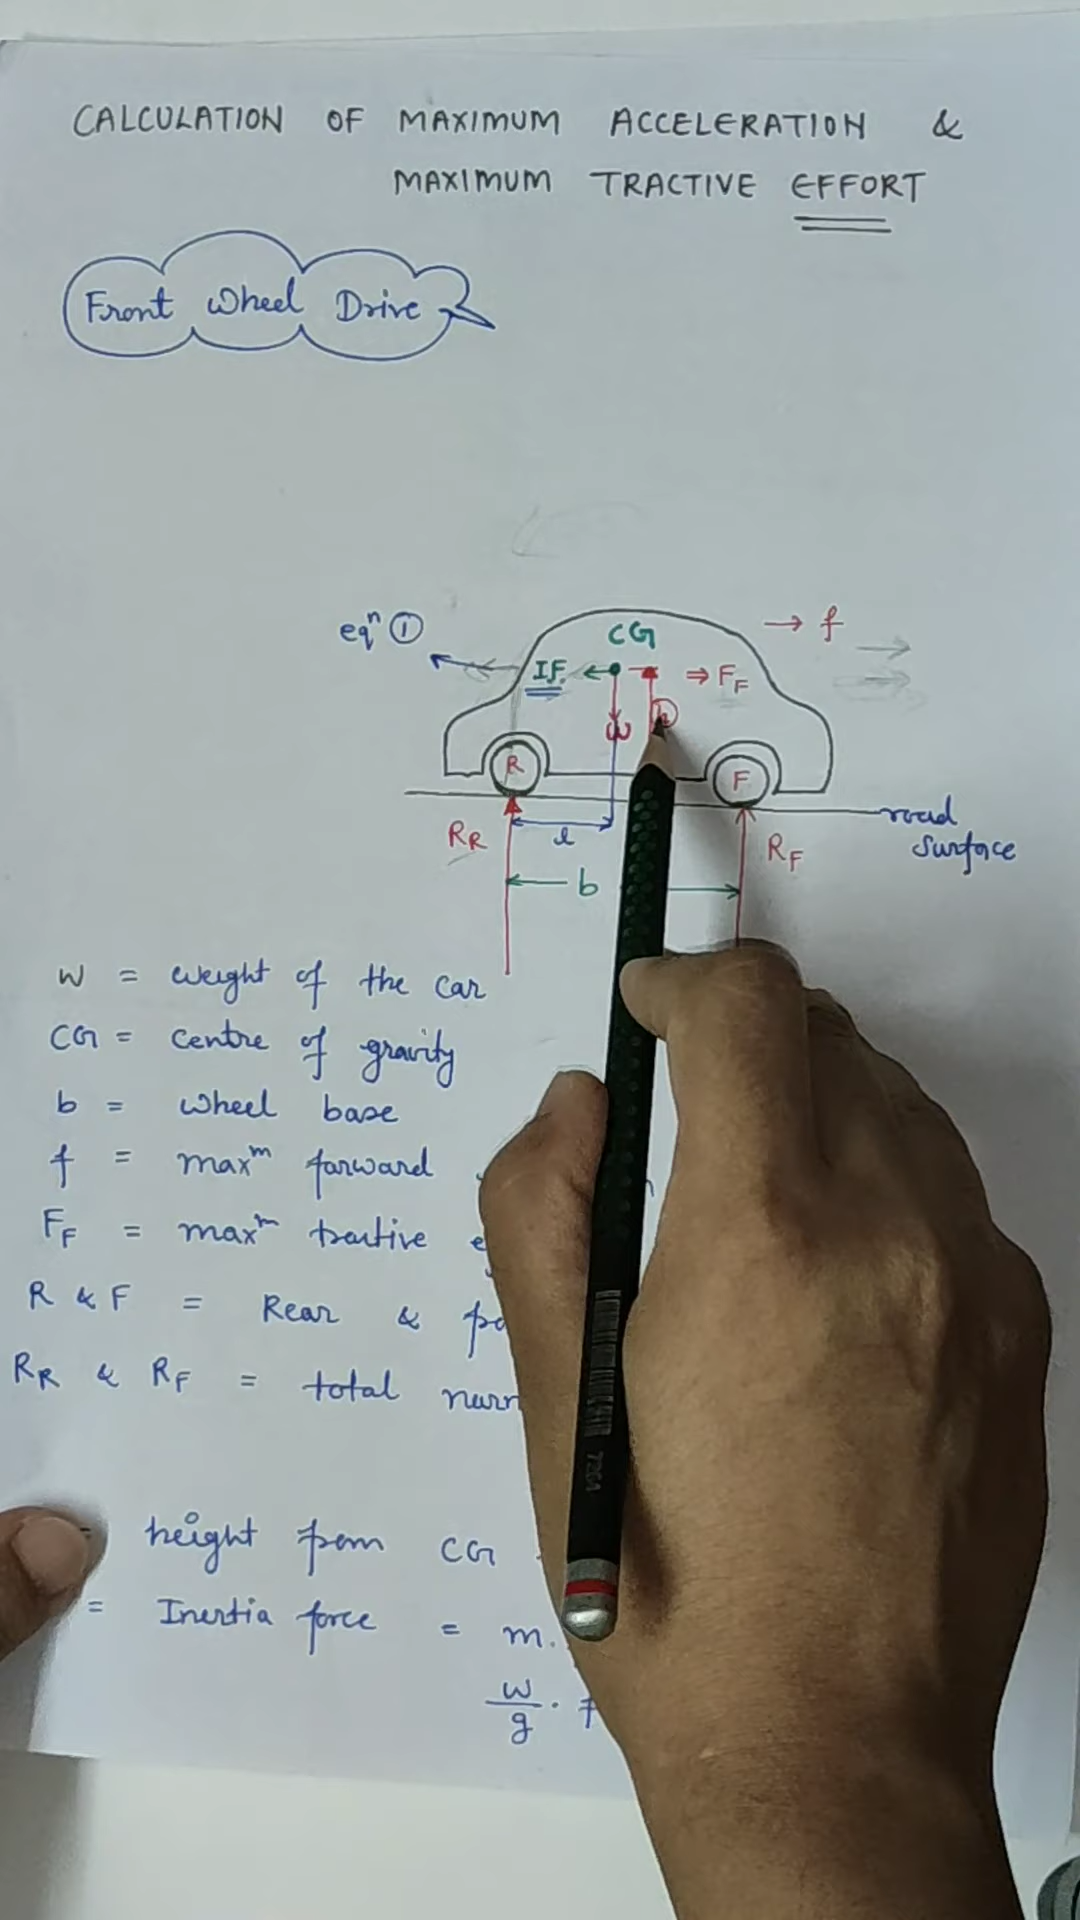 CALCULATION OF MAXIMUM ACCELERATION &
MAXIMUM TRACTIVE EFFORT
Front Wheel Drive
eqⁿ ①
CG
→ f
IF
⇒ F_F
W
h
R
F
R_R
l
R_F
road
surface
b
W = weight of the car
CG = centre of gravity
b = wheel base
f = maxᵐ forward
F_F = maxᵐ tractive
R & F = Rear &
R_R & R_F = total
height from CG
= Inertia force = m.
W/g . f